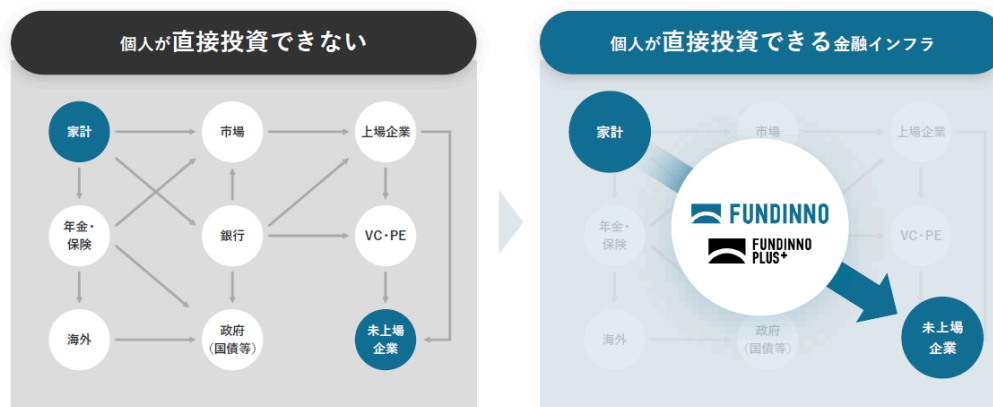 個人が直接投資できない
家計
市場
上場企業
年金・
保険
銀行
VC・PE
海外
政府
（国債等）
未上場
企業
個人が直接投資できる金融インフラ
家計
市場
上場企業
FUNDINNO
FUNDINNO
PLUS+
年金・
保険
VC・PE
海外
政府
（国債等）
未上場
企業